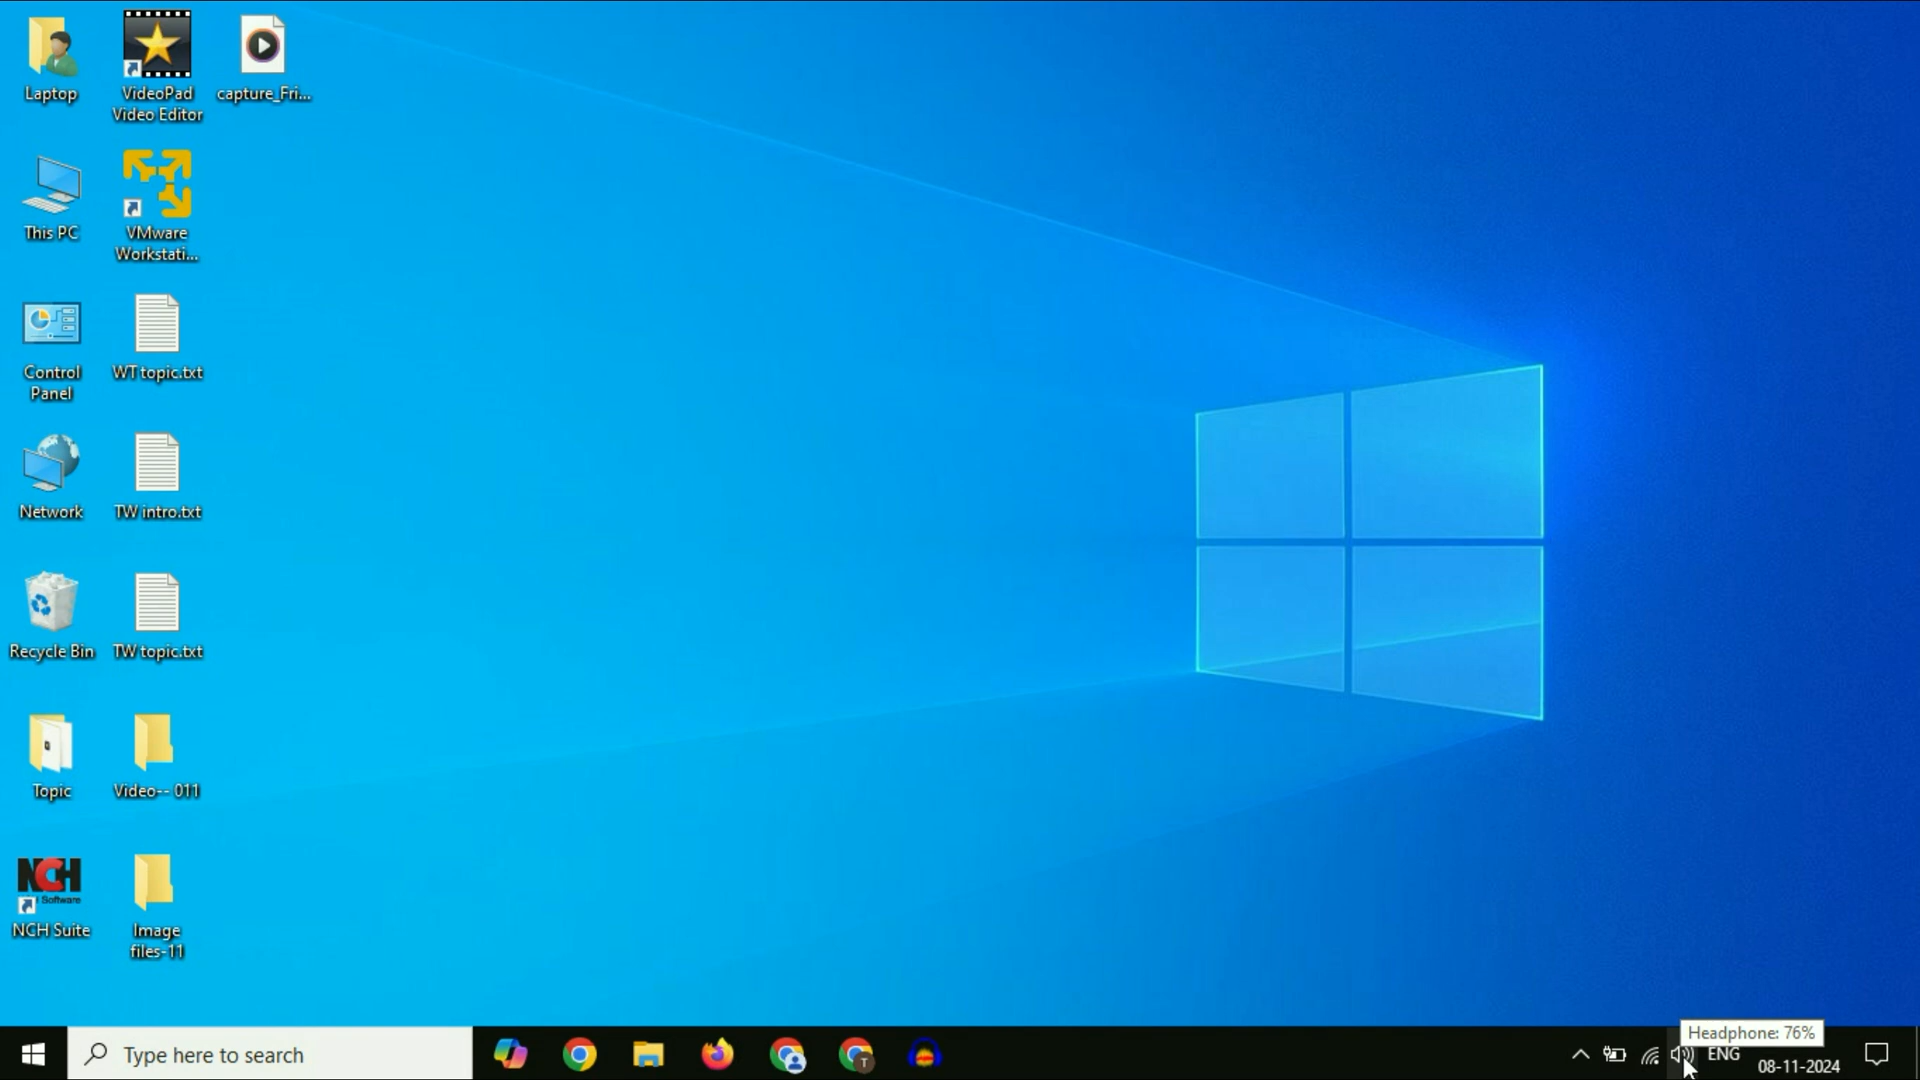 Laptop
VideoPad
Video Editor
capture_Fri...
This PC
VMware
Workstati...
Control
Panel
WT topic.txt
Network
TW intro.txt
Recycle Bin
TW topic.txt
Topic
Video-- 011
NCH
Software
NCH Suite
Image
files-11
Type here to search
T
Headphone: 76%
ENG
08-11-2024